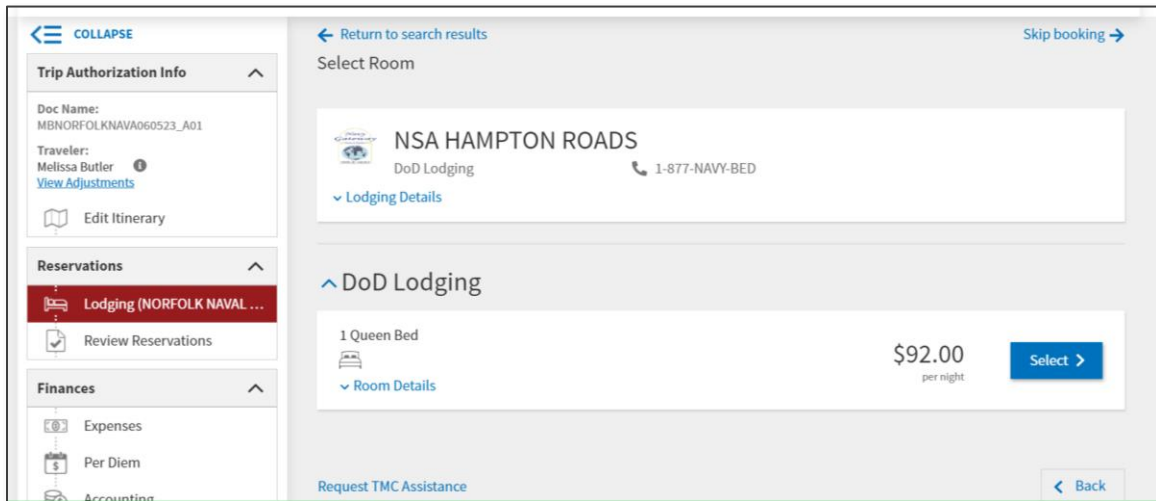 COLLAPSE
Trip Authorization Info
Doc Name:
MBNORFOLKNAVA060523_A01
Traveler:
Melissa Butler
View Adjustments
Edit Itinerary
Reservations
Lodging (NORFOLK NAVAL ...
Review Reservations
Finances
Expenses
Per Diem
Accounting
Return to search results
Skip booking
Select Room
NSA HAMPTON ROADS
DoD Lodging
1-877-NAVY-BED
Lodging Details
DoD Lodging
1 Queen Bed
$92.00
per night
Select
Room Details
Request TMC Assistance
Back